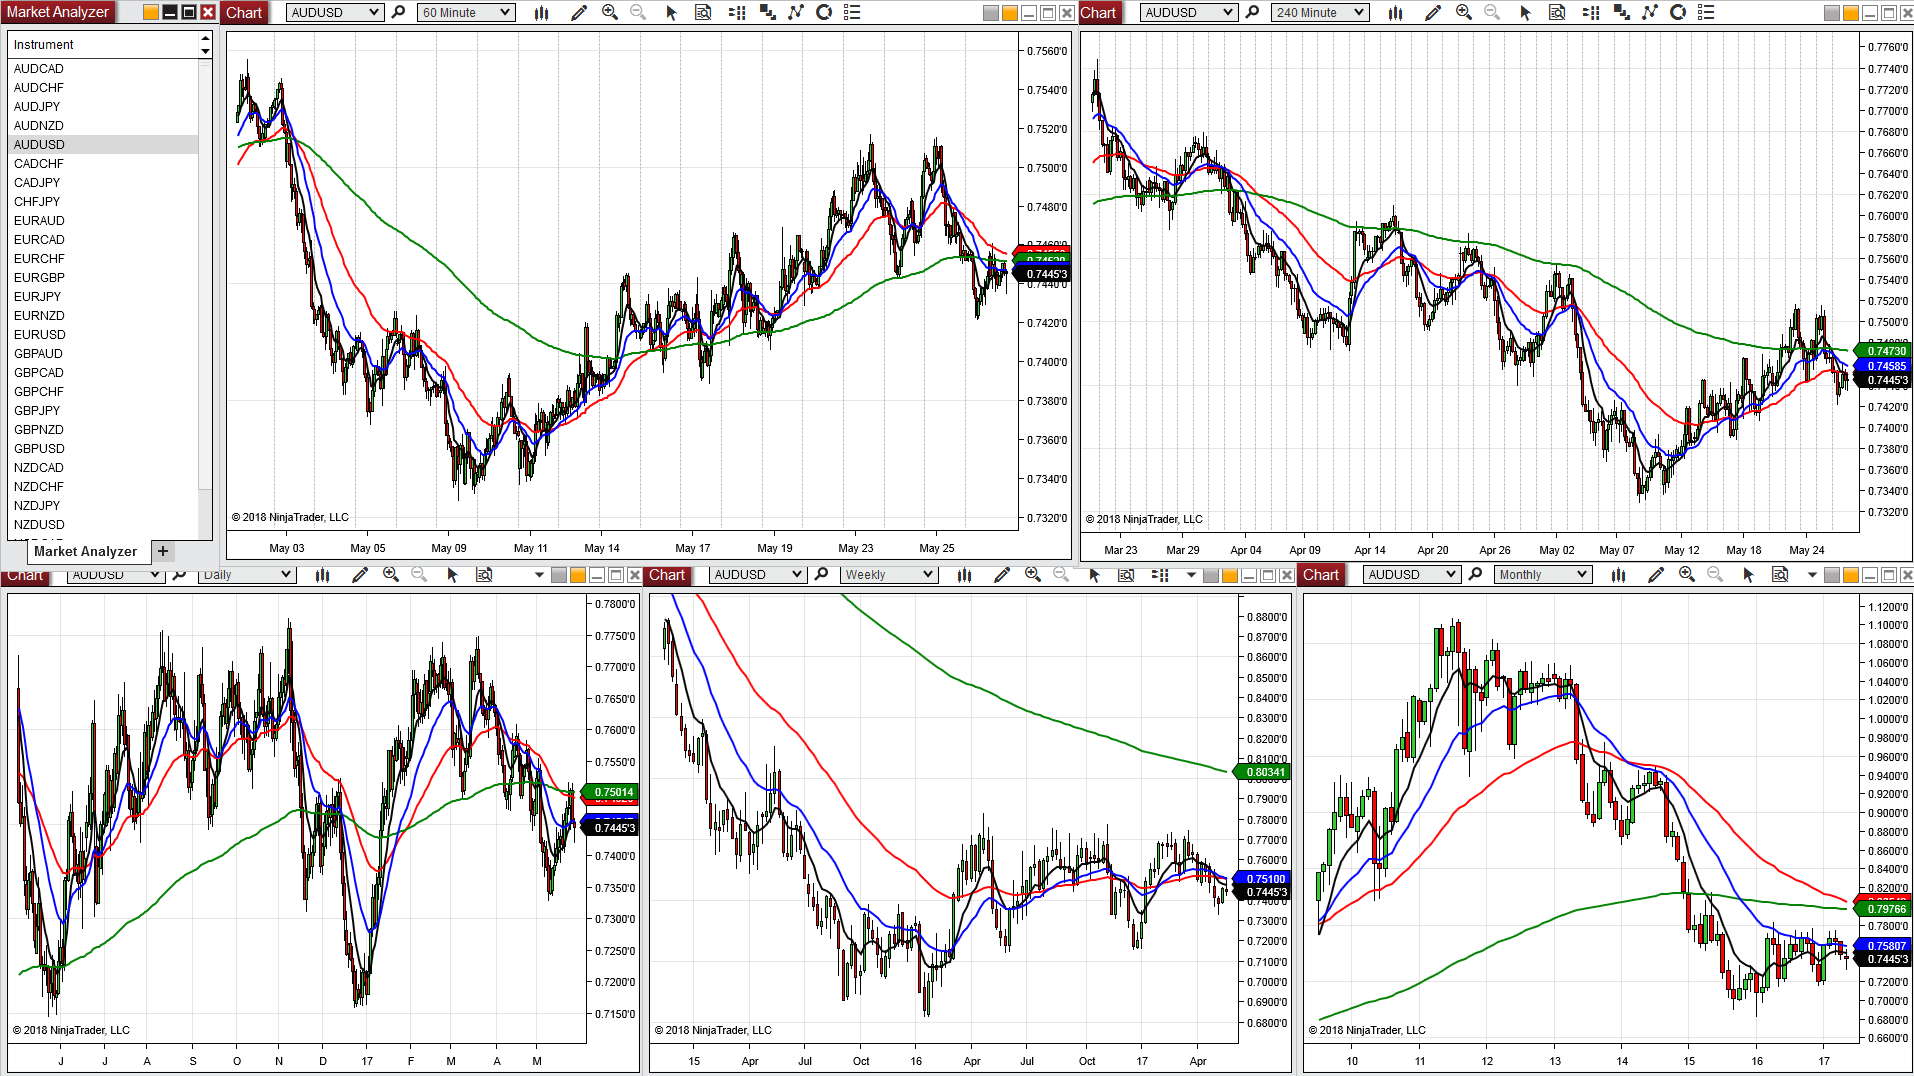 Market Analyzer
Instrument
AUDCAD
AUDCHF
AUDJPY
AUDNZD
AUDUSD
CADCHF
CADJPY
CHFJPY
EURAUD
EURCAD
EURCHF
EURGBP
EURJPY
EURNZD
EURUSD
GBPAUD
GBPCAD
GBPCHF
GBPJPY
GBPNZD
GBPUSD
NZDCAD
NZDCHF
NZDJPY
NZDUSD
Market Analyzer +
Chart AUDUSD 60 Minute
0.7560'0
0.7540'0
0.7520'0
0.7500'0
0.7480'0
0.7445'3
0.7440'0
0.7420'0
0.7400'0
0.7380'0
0.7360'0
0.7340'0
0.7320'0
© 2018 NinjaTrader, LLC
May 03 May 05 May 09 May 11 May 14 May 17 May 19 May 23 May 25
Chart AUDUSD 240 Minute
0.7760'0
0.7740'0
0.7720'0
0.7700'0
0.7680'0
0.7660'0
0.7640'0
0.7620'0
0.7600'0
0.7580'0
0.7560'0
0.7540'0
0.7520'0
0.7500'0
0.74730
0.74585
0.7445'3
0.7420'0
0.7400'0
0.7380'0
0.7360'0
0.7340'0
0.7320'0
© 2018 NinjaTrader, LLC
Mar 23 Mar 29 Apr 04 Apr 09 Apr 14 Apr 20 Apr 26 May 02 May 07 May 12 May 18 May 24
Chart AUDUSD Daily
0.7800'0
0.7750'0
0.7700'0
0.7650'0
0.7600'0
0.7550'0
0.75014
0.7445'3
0.7400'0
0.7350'0
0.7300'0
0.7250'0
0.7200'0
0.7150'0
© 2018 NinjaTrader, LLC
J J A S O N D 17 F M A M
Chart AUDUSD Weekly
0.8800'0
0.8700'0
0.8600'0
0.8500'0
0.8400'0
0.8300'0
0.8200'0
0.8100'0
0.80341
0.7900'0
0.7800'0
0.7700'0
0.7600'0
0.75100
0.7445'3
0.7300'0
0.7200'0
0.7100'0
0.7000'0
0.6900'0
0.6800'0
© 2018 NinjaTrader, LLC
15 Apr Jul Oct 16 Apr Jul Oct 17 Apr
Chart AUDUSD Monthly
1.1200'0
1.1000'0
1.0800'0
1.0600'0
1.0400'0
1.0200'0
1.0000'0
0.9800'0
0.9600'0
0.9400'0
0.9200'0
0.9000'0
0.8800'0
0.8600'0
0.8400'0
0.8200'0
0.79766
0.7800'0
0.75807
0.7445'3
0.7200'0
0.7000'0
0.6800'0
0.6600'0
© 2018 NinjaTrader, LLC
10 11 12 13 14 15 16 17